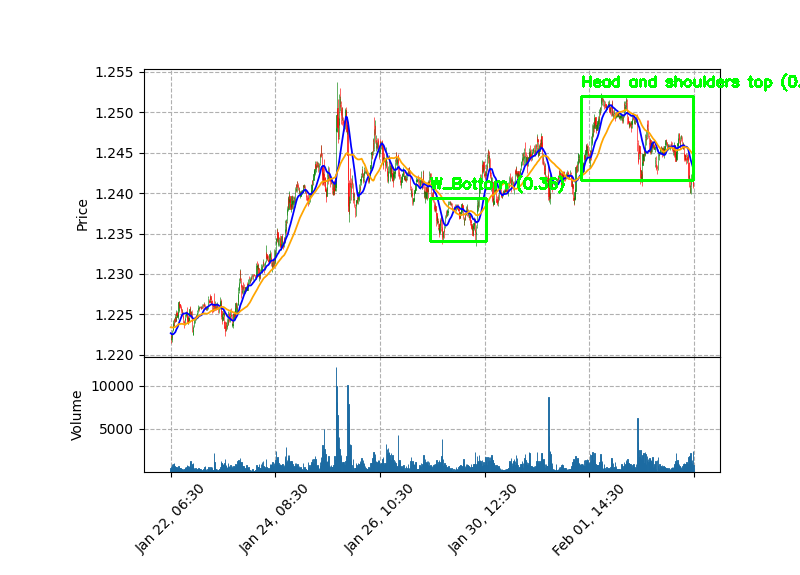 Head and shoulders top (0.
W_Bottom (0.38)
1.255
1.250
1.245
1.240
1.235
1.230
1.225
1.220
Price
10000
5000
Volume
Jan 22, 06:30
Jan 24, 08:30
Jan 26, 10:30
Jan 30, 12:30
Feb 01, 14:30